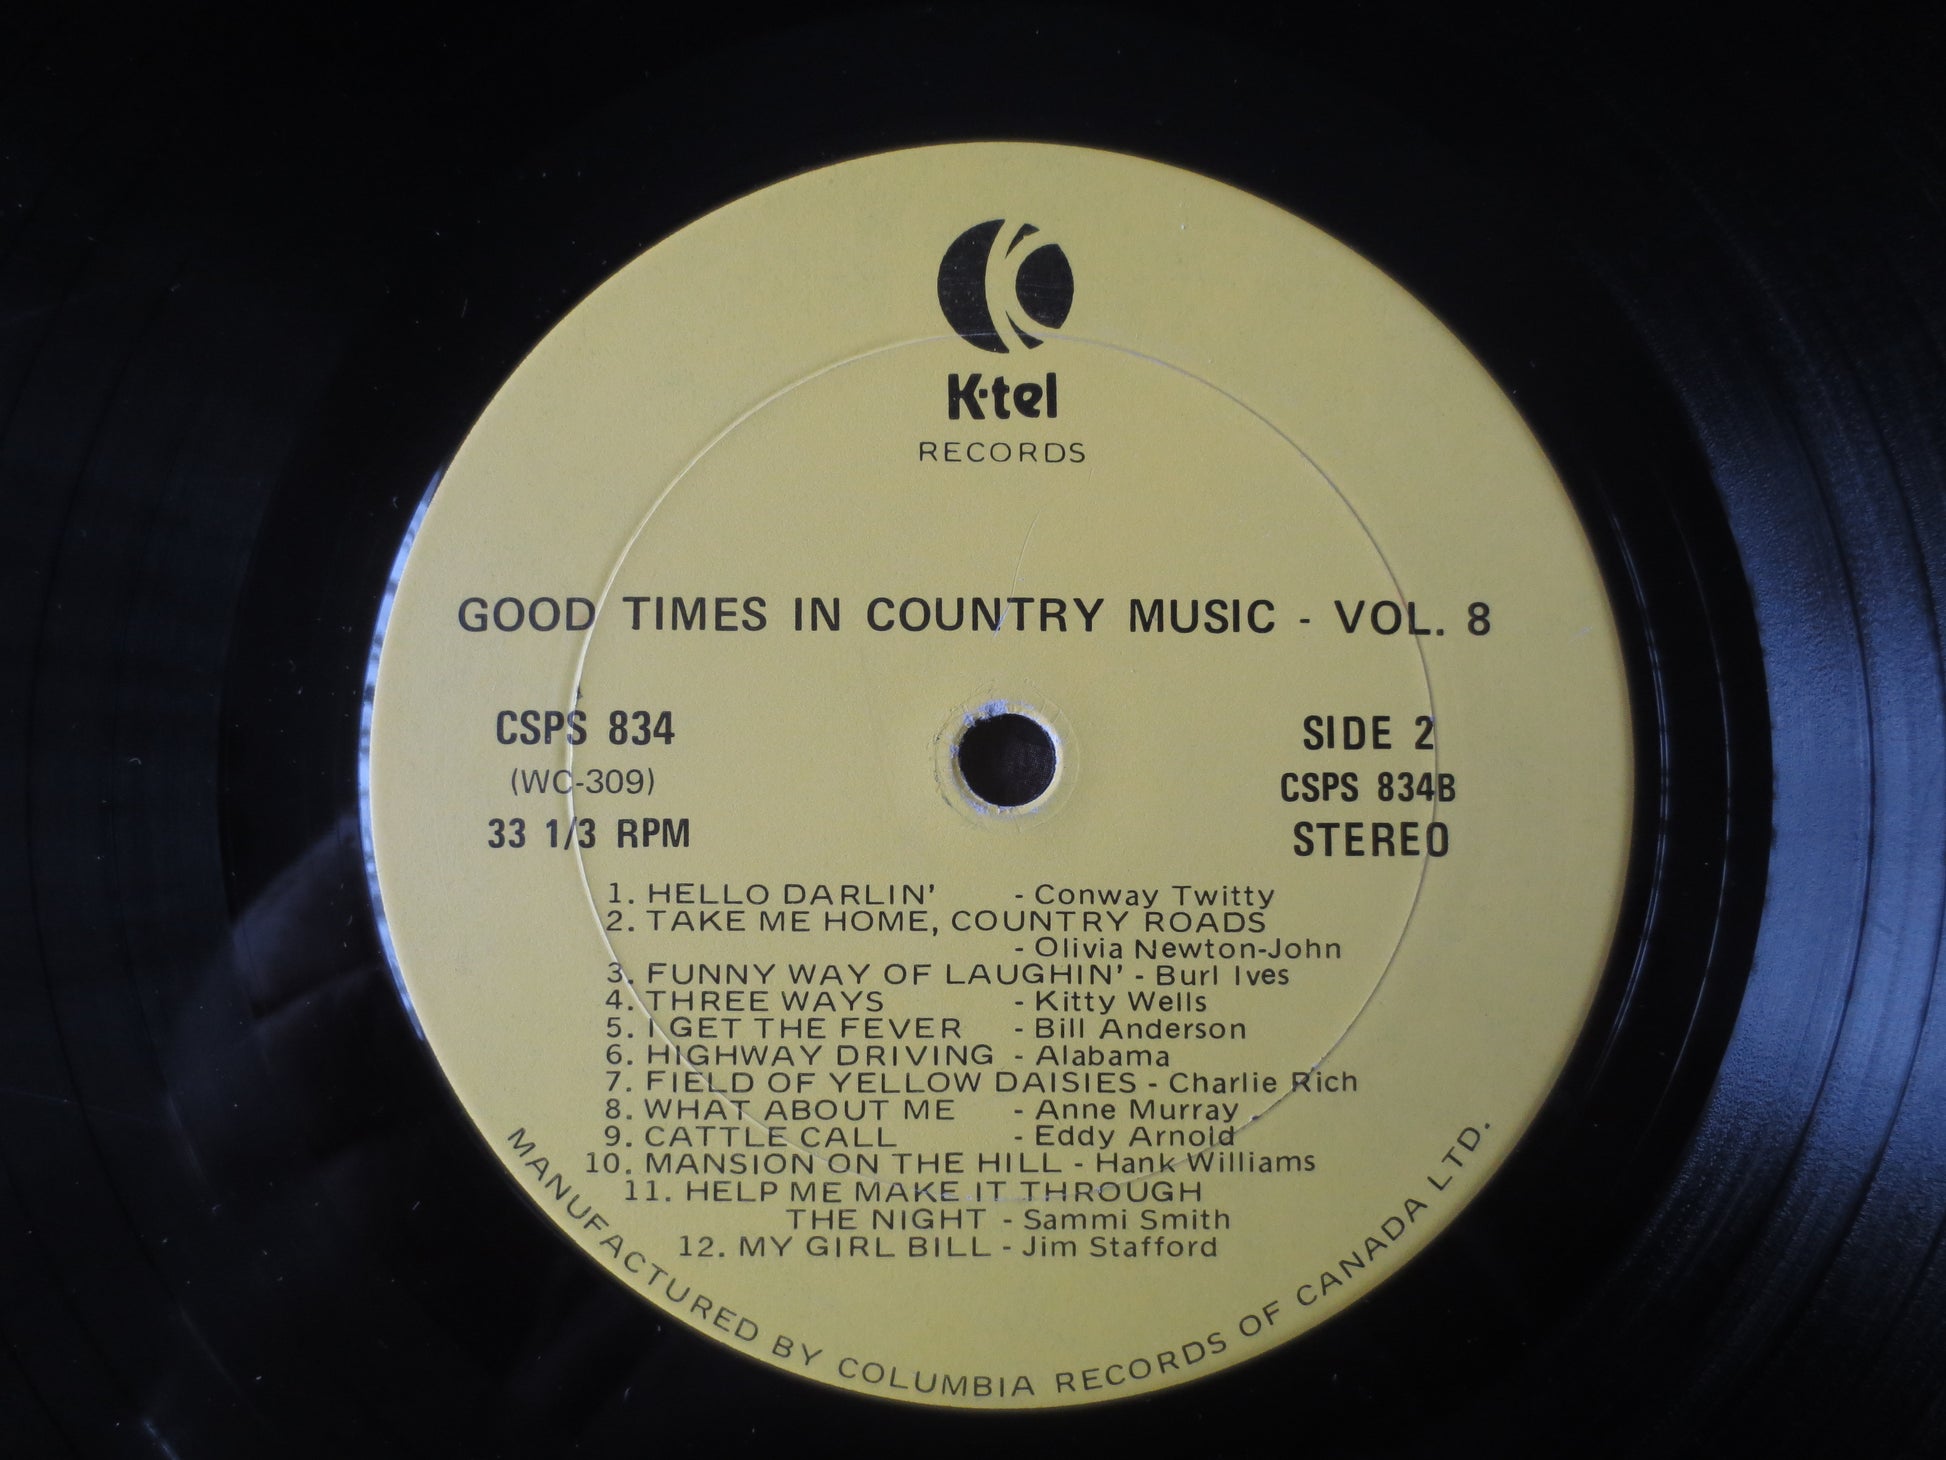 K-tel
RECORDS
GOOD TIMES IN COUNTRY MUSIC - VOL. 8
CSPS 834
(WC-309)
33 1/3 RPM
SIDE 2
CSPS 834B
STEREO
1. HELLO DARLIN' - Conway Twitty
2. TAKE ME HOME, COUNTRY ROADS
- Olivia Newton-John
3. FUNNY WAY OF LAUGHIN' - Burl Ives
4. THREE WAYS - Kitty Wells
5. I GET THE FEVER - Bill Anderson
6. HIGHWAY DRIVING - Alabama
7. FIELD OF YELLOW DAISIES - Charlie Rich
8. WHAT ABOUT ME - Anne Murray
9. CATTLE CALL - Eddy Arnold
10. MANSION ON THE HILL - Hank Williams
11. HELP ME MAKE IT THROUGH
THE NIGHT - Sammi Smith
12. MY GIRL BILL - Jim Stafford
MANUFACTURED BY COLUMBIA RECORDS OF CANADA LTD.